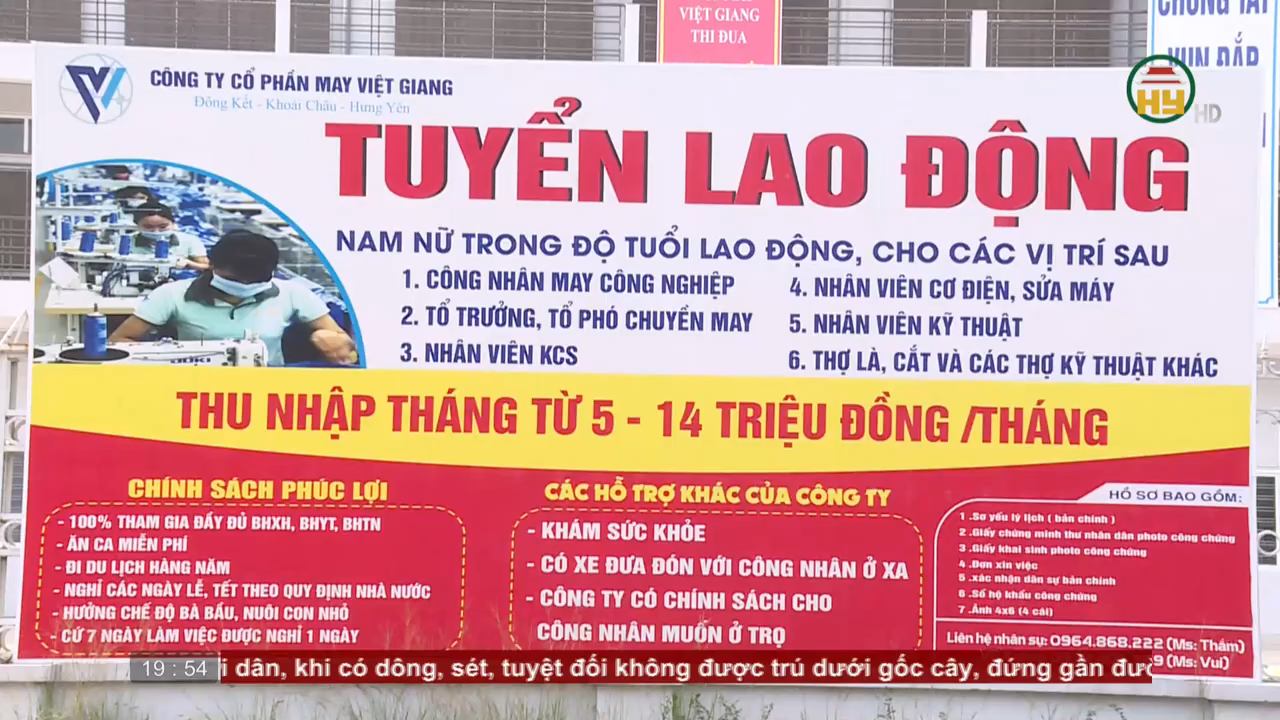 VIỆT GIANG
THI ĐUA
CHÚNG TÔI
VUN ĐẮP
HY HD
CÔNG TY CỔ PHẦN MAY VIỆT GIANG
Đông Kết - Khoái Châu - Hưng Yên
TUYỂN LAO ĐỘNG
NAM NỮ TRONG ĐỘ TUỔI LAO ĐỘNG, CHO CÁC VỊ TRÍ SAU
1. CÔNG NHÂN MAY CÔNG NGHIỆP
2. TỔ TRƯỞNG, TỔ PHÓ CHUYỀN MAY
3. NHÂN VIÊN KCS
4. NHÂN VIÊN CƠ ĐIỆN, SỬA MÁY
5. NHÂN VIÊN KỸ THUẬT
6. THỢ LÀ, CẮT VÀ CÁC THỢ KỸ THUẬT KHÁC
JUKI
THU NHẬP THÁNG TỪ 5 - 14 TRIỆU ĐỒNG /THÁNG
CHÍNH SÁCH PHÚC LỢI
- 100% THAM GIA ĐẦY ĐỦ BHXH, BHYT, BHTN
- ĂN CA MIỄN PHÍ
- ĐI DU LỊCH HÀNG NĂM
- NGHỈ CÁC NGÀY LỄ, TẾT THEO QUY ĐỊNH NHÀ NƯỚC
- HƯỞNG CHẾ ĐỘ BÀ BẦU, NUÔI CON NHỎ
- CỨ 7 NGÀY LÀM VIỆC ĐƯỢC NGHỈ 1 NGÀY
CÁC HỖ TRỢ KHÁC CỦA CÔNG TY
- KHÁM SỨC KHỎE
- CÓ XE ĐƯA ĐÓN VỚI CÔNG NHÂN Ở XA
- CÔNG TY CÓ CHÍNH SÁCH CHO
CÔNG NHÂN MUỐN Ở TRỌ
HỒ SƠ BAO GỒM:
1 .Sơ yếu lý lịch ( bản chính )
2 .Giấy chứng minh thư nhân dân photo công chứng
3 .Giấy khai sinh photo công chứng
4 .Đơn xin việc
5 .xác nhận dân sự bản chính
6 .Sổ hộ khẩu công chứng
7 .Ảnh 4x6 (4 cái)
Liên hệ nhân sự: 0964.868.222 (Ms: Thắm)
9 (Ms: Vui)
19 : 54
i dân, khi có dông, sét, tuyệt đối không được trú dưới gốc cây, đứng gần đườ